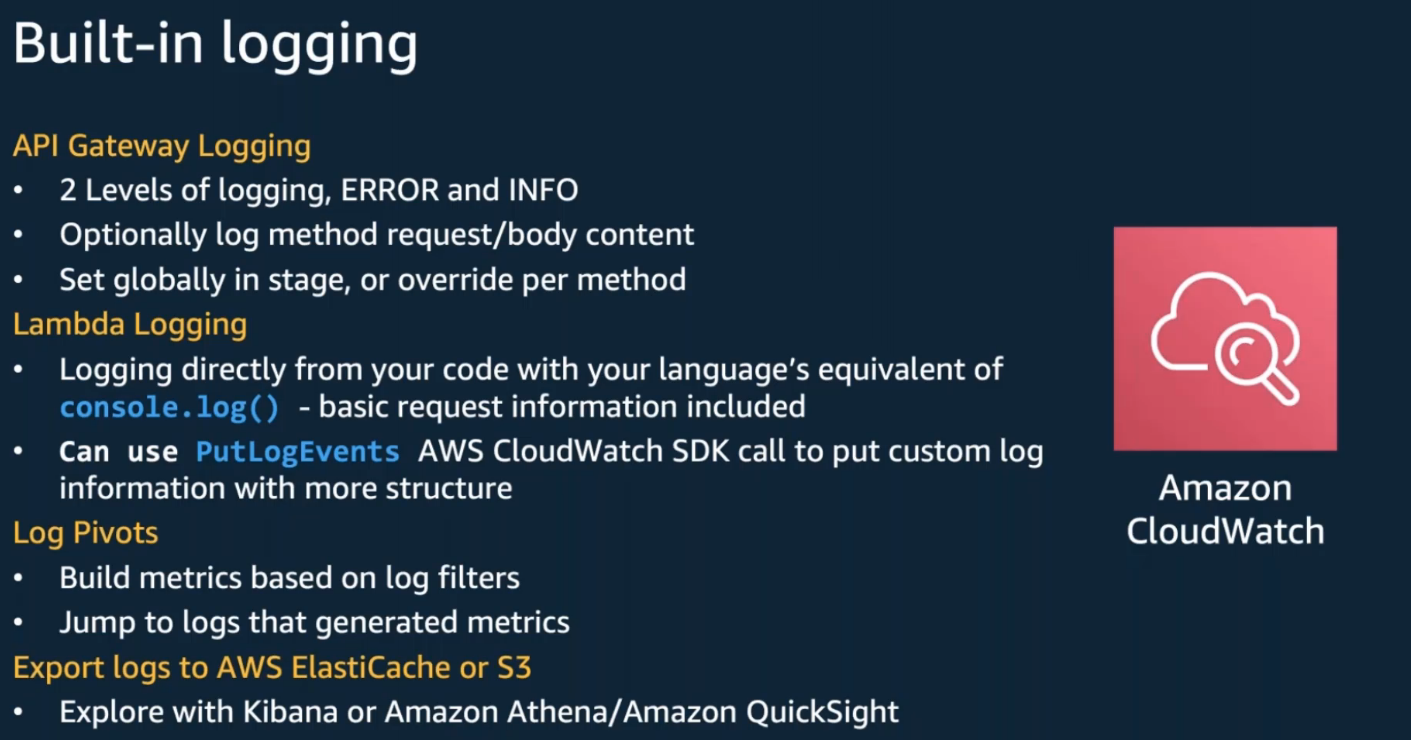 Built-in logging
API Gateway Logging
• 2 Levels of logging, ERROR and INFO
• Optionally log method request/body content
• Set globally in stage, or override per method
Lambda Logging
• Logging directly from your code with your language’s equivalent of
console.log() - basic request information included
• Can use PutLogEvents AWS CloudWatch SDK call to put custom log
information with more structure
Log Pivots
• Build metrics based on log filters
• Jump to logs that generated metrics
Export logs to AWS ElastiCache or S3
• Explore with Kibana or Amazon Athena/Amazon QuickSight
Amazon
CloudWatch